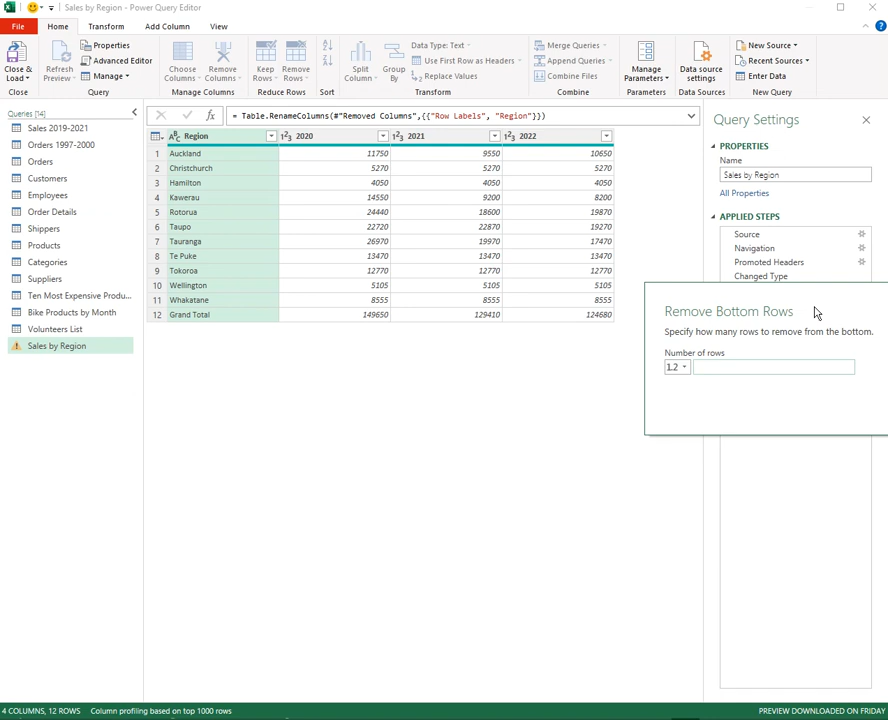 Sales by Region - Power Query Editor
File Home Transform Add Column View
Close & Load
Close
Refresh Preview
Properties
Advanced Editor
Manage
Query
Choose Columns
Remove Columns
Manage Columns
Keep Rows
Remove Rows
Reduce Rows
Sort
Split Column
Group By
Data Type: Text
Use First Row as Headers
Replace Values
Transform
Merge Queries
Append Queries
Combine Files
Combine
Manage Parameters
Parameters
Data source settings
Data Sources
New Source
Recent Sources
Enter Data
New Query
Queries [14]
Sales 2019-2021
Orders 1997-2000
Orders
Customers
Employees
Order Details
Shippers
Products
Categories
Suppliers
Ten Most Expensive Produ...
Bike Products by Month
Volunteers List
Sales by Region
fx = Table.RenameColumns(#"Removed Columns",{{"Row Labels", "Region"}})
ABC Region 123 2020 123 2021 123 2022
1 Auckland 11750 9550 10650
2 Christchurch 5270 5270 5270
3 Hamilton 4050 4050 4050
4 Kawerau 14550 9200 8200
5 Rotorua 24440 18600 19870
6 Taupo 22720 22870 19270
7 Tauranga 26970 19970 17470
8 Te Puke 13470 13470 13470
9 Tokoroa 12770 12770 12770
10 Wellington 5105 5105 5105
11 Whakatane 8555 8555 8555
12 Grand Total 149650 129410 124680
Query Settings
PROPERTIES
Name
Sales by Region
All Properties
APPLIED STEPS
Source
Navigation
Promoted Headers
Changed Type
Remove Bottom Rows
Specify how many rows to remove from the bottom.
Number of rows
1.2
4 COLUMNS, 12 ROWS Column profiling based on top 1000 rows
PREVIEW DOWNLOADED ON FRIDAY